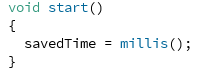 void start()
{
  savedTime = millis();
}